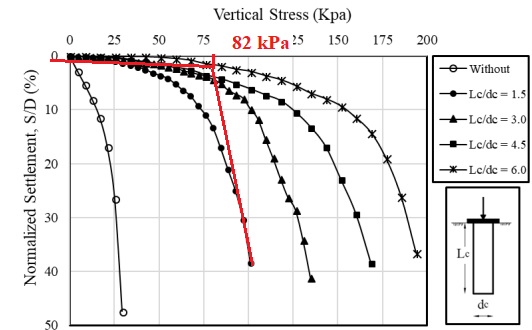 Vertical Stress (Kpa)
0 25 50 75 25 150 175 200
82 kPa
Normalized Settlement, S/D (%)
0
10
20
30
40
50
Without
Lc/dc = 1.5
Lc/dc = 3.0
Lc/dc = 4.5
Lc/dc = 6.0
Lc
dc